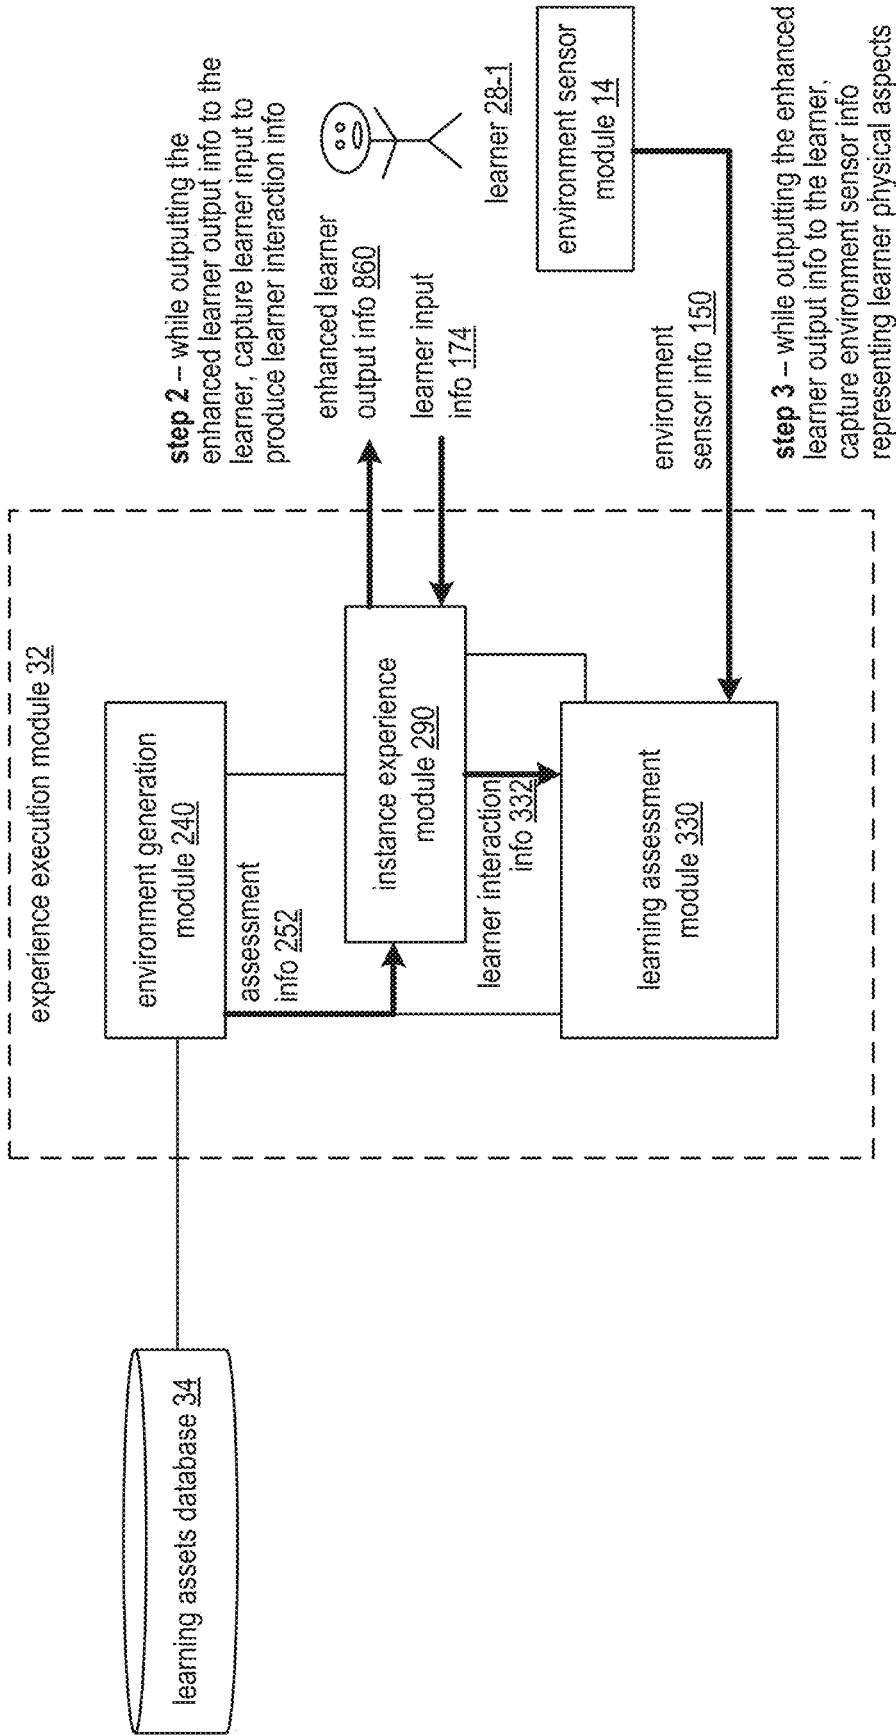 learning assets database 34
experience execution module 32
environment generation
module 240
assessment
info 252
instance experience
module 290
learner interaction
info 332
learning assessment
module 330
step 2 – while outputting the
enhanced learner output info to the
learner, capture learner input to
produce learner interaction info
enhanced learner
output info 860
learner input
info 174
learner 28-1
environment sensor
module 14
environment
sensor info 150
step 3 – while outputting the enhanced
learner output info to the learner,
capture environment sensor info
representing learner physical aspects